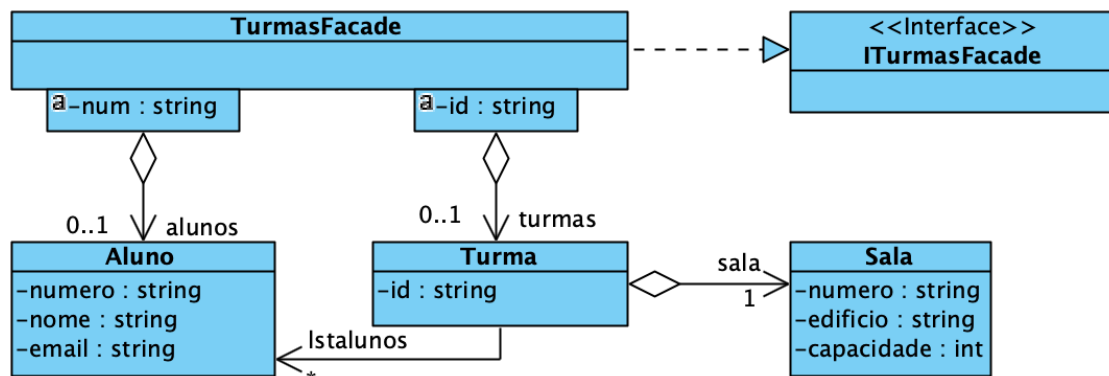 TurmasFacade
<<Interface>>
ITurmasFacade
a -num : string
a -id : string
0..1 alunos
0..1 turmas
Aluno
-numero : string
-nome : string
-email : string
Turma
-id : string
sala
1
Sala
-numero : string
-edificio : string
-capacidade : int
lstalunos
*